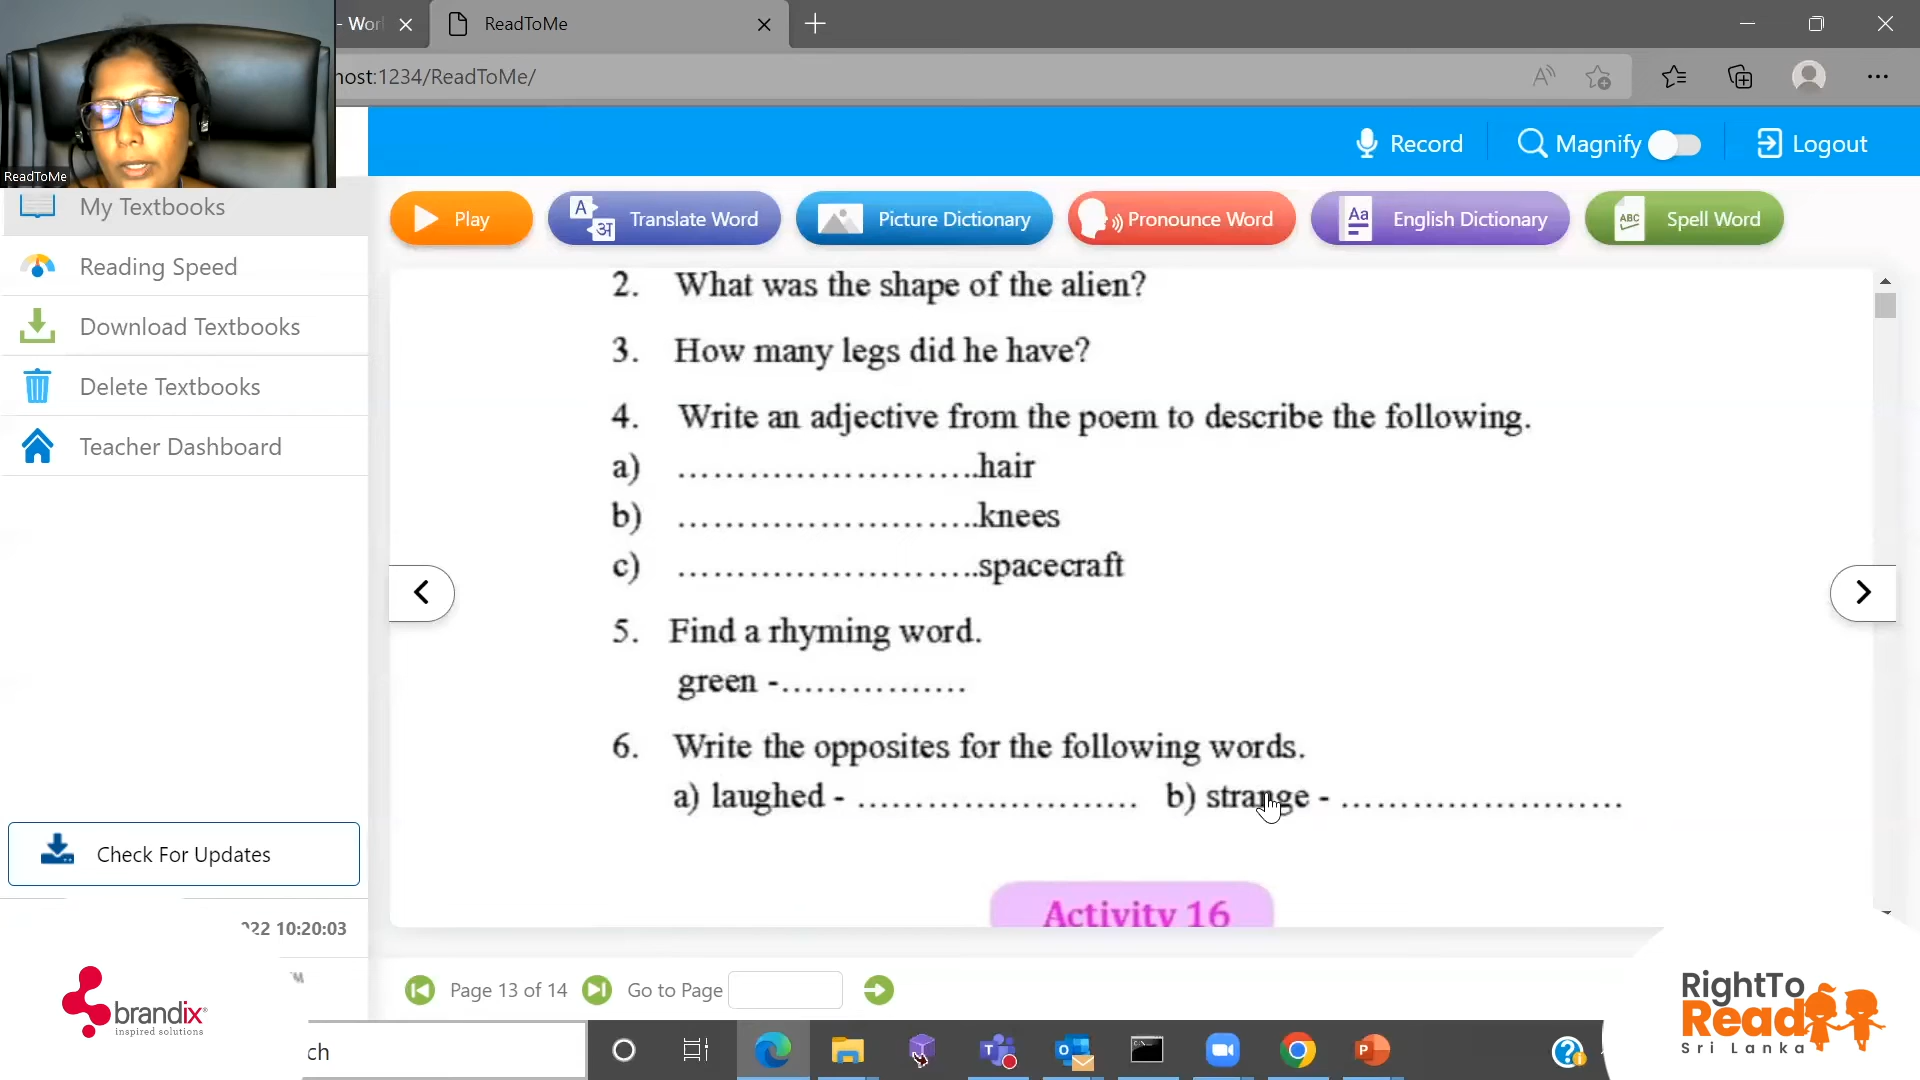 - Worl
ReadToMe
host:1234/ReadToMe/
ReadToMe
Record
Magnify
Logout
My Textbooks
Reading Speed
Download Textbooks
Delete Textbooks
Teacher Dashboard
Check For Updates
022 10:20:03
Play
Translate Word
Picture Dictionary
Pronounce Word
English Dictionary
Spell Word
2. What was the shape of the alien?
3. How many legs did he have?
4. Write an adjective from the poem to describe the following.
a) ..........................hair
b) ..........................knees
c) ..........................spacecraft
5. Find a rhyming word.
green -................
6. Write the opposites for the following words.
a) laughed - ........................ b) strange - ........................
Activity 16
Page 13 of 14 Go to Page
brandix
inspired solutions
ch
RightTo
Read
Sri Lanka